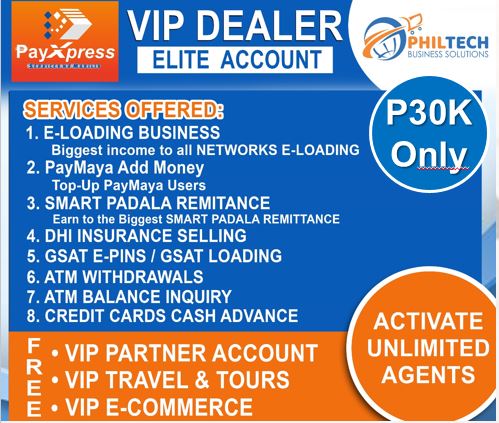 PayXpress
VIP DEALER
ELITE ACCOUNT
PHILTECH
BUSINESS SOLUTIONS
SERVICES OFFERED:
P30K
Only
1. E-LOADING BUSINESS
Biggest income to all NETWORKS E-LOADING
2. PayMaya Add Money
Top-Up PayMaya Users
3. SMART PADALA REMITANCE
Earn to the Biggest SMART PADALA REMITTANCE
4. DHI INSURANCE SELLING
5. GSAT E-PINS / GSAT LOADING
6. ATM WITHDRAWALS
7. ATM BALANCE INQUIRY
8. CREDIT CARDS CASH ADVANCE
ACTIVATE
UNLIMITED
AGENTS
FREE
• VIP PARTNER ACCOUNT
• VIP TRAVEL & TOURS
• VIP E-COMMERCE